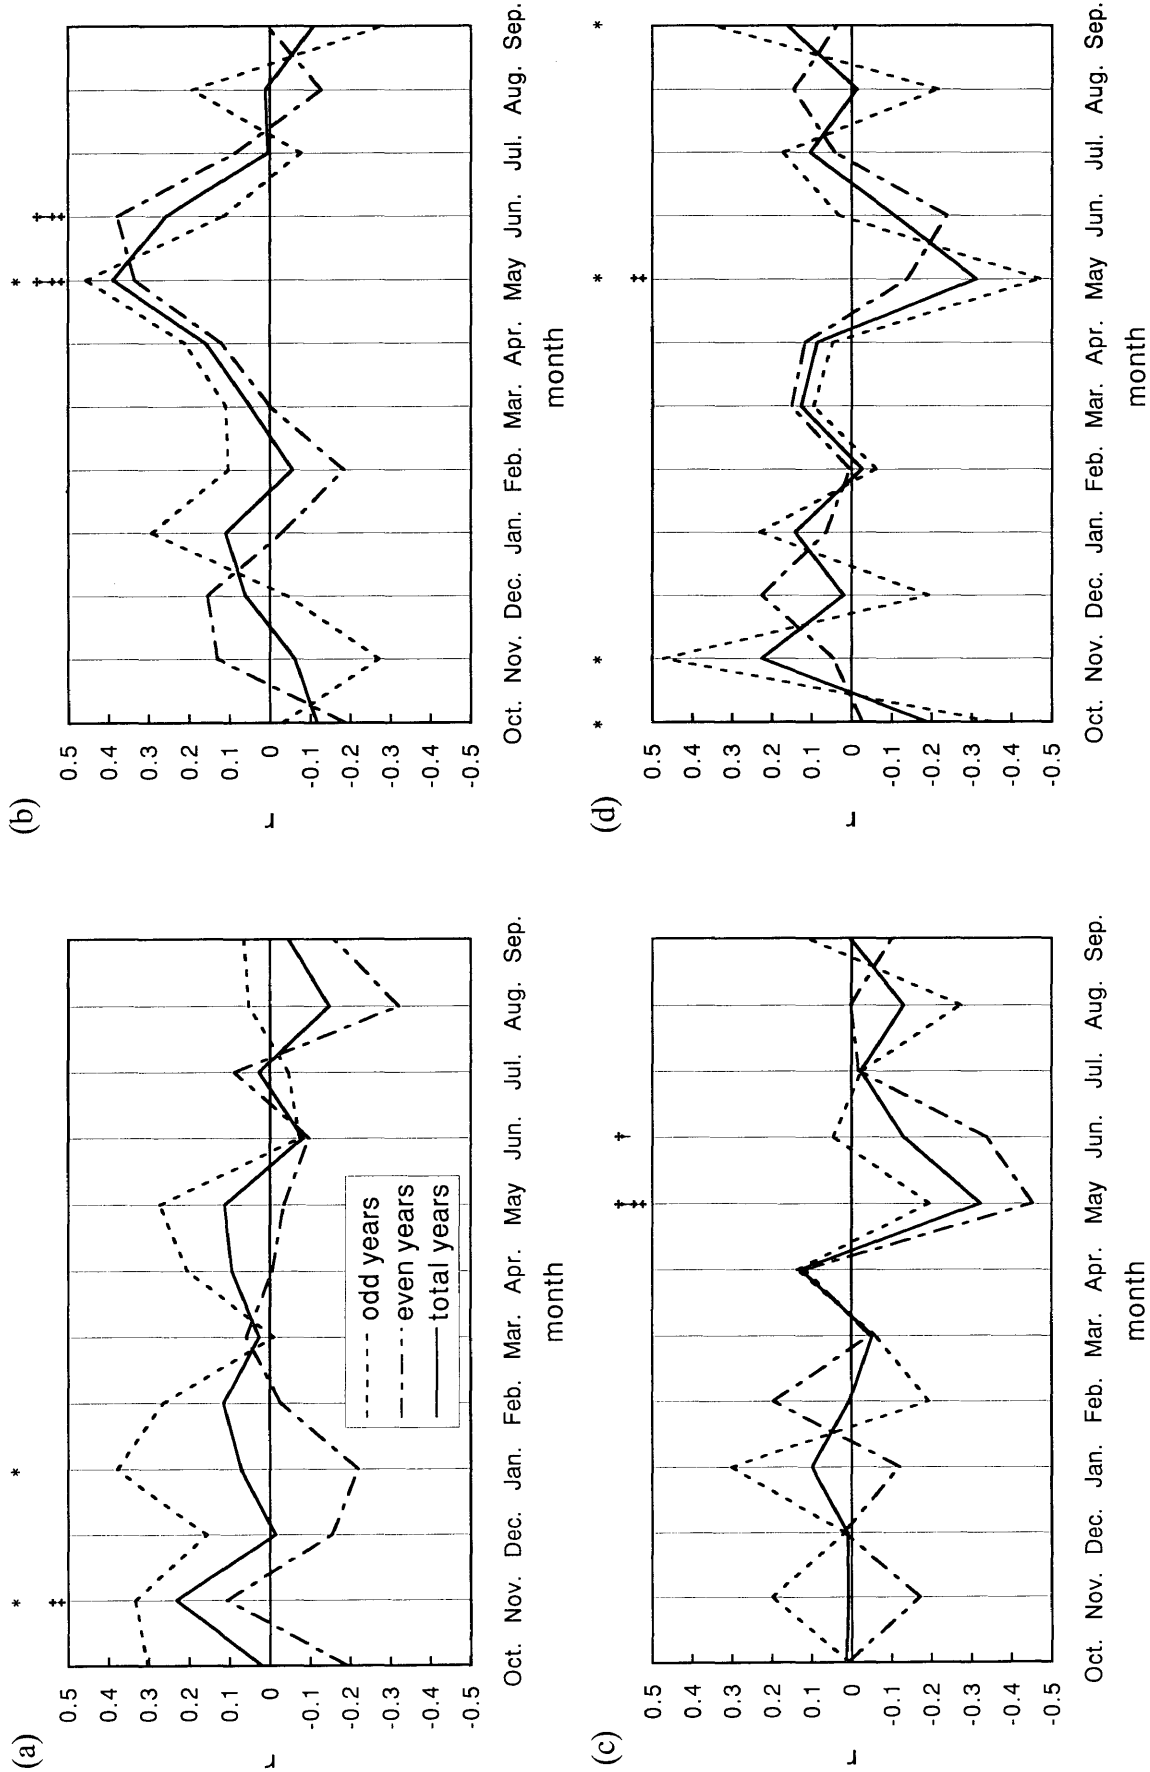 (a)
* *
‡
0.5
0.4
0.3
0.2
0.1
0
-0.1
-0.2
-0.3
-0.4
-0.5
r
odd years
even years
total years
Oct. Nov. Dec. Jan. Feb. Mar. Apr. May Jun. Jul. Aug. Sep.
month
(b)
*
† †
‡ ‡
0.5
0.4
0.3
0.2
0.1
0
-0.1
-0.2
-0.3
-0.4
-0.5
r
Oct. Nov. Dec. Jan. Feb. Mar. Apr. May Jun. Jul. Aug. Sep.
month
(c)
† †
‡
0.5
0.4
0.3
0.2
0.1
0
-0.1
-0.2
-0.3
-0.4
-0.5
r
Oct. Nov. Dec. Jan. Feb. Mar. Apr. May Jun. Jul. Aug. Sep.
month
(d)
* * * *
‡
0.5
0.4
0.3
0.2
0.1
0
-0.1
-0.2
-0.3
-0.4
-0.5
r
Oct. Nov. Dec. Jan. Feb. Mar. Apr. May Jun. Jul. Aug. Sep.
month